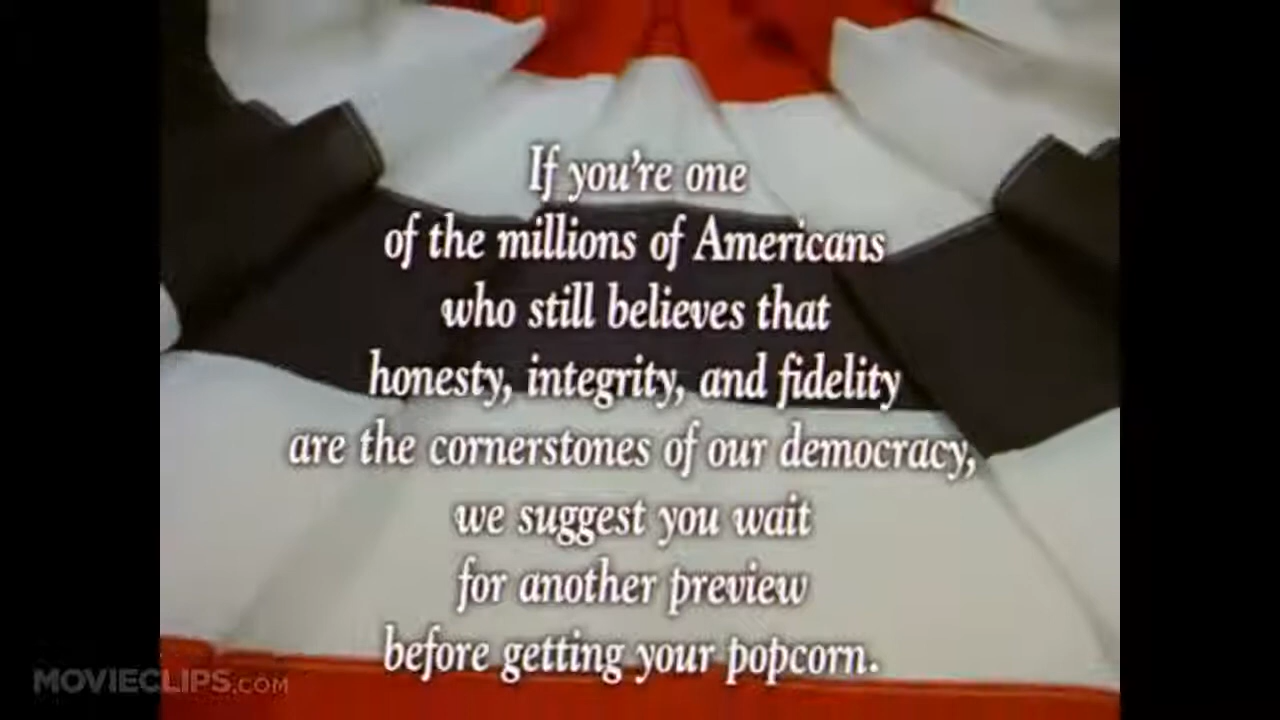 If you're one
of the millions of Americans
who still believes that
honesty, integrity, and fidelity
are the cornerstones of our democracy,
we suggest you wait
for another preview
before getting your popcorn.
MOVIECLIPS.COM